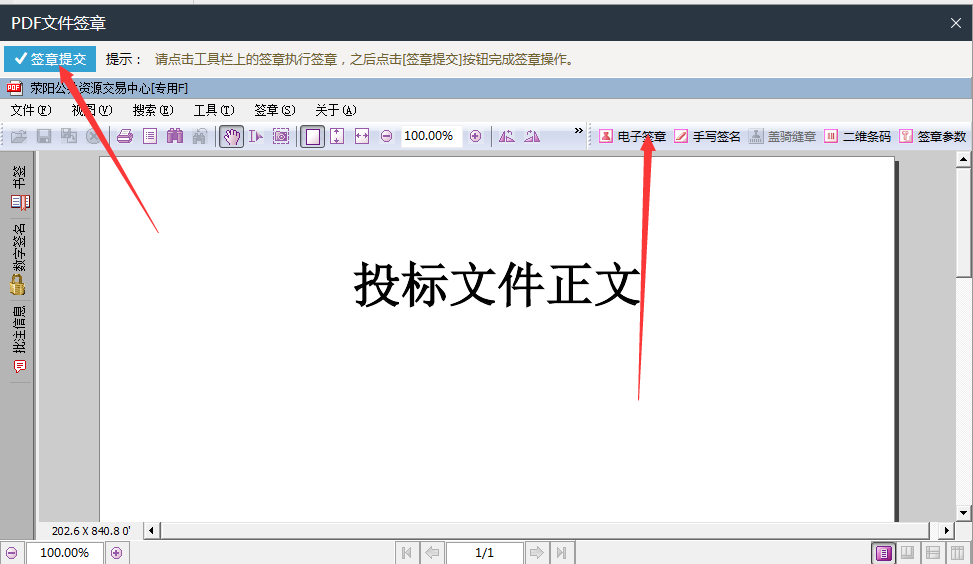 PDF文件签章
签章提交 提示： 请点击工具栏上的签章执行签章，之后点击[签章提交]按钮完成签章操作。
荥阳公共资源交易中心[专用F]
文件(F) 视图(V) 搜索(E) 工具(T) 签章(S) 关于(A)
100.00% 电子签章 手写签名 盖骑缝章 二维条码 签章参数
书签
数字签名
批注信息
投标文件正文
202.6 X 840.8 0'
100.00% 1/1